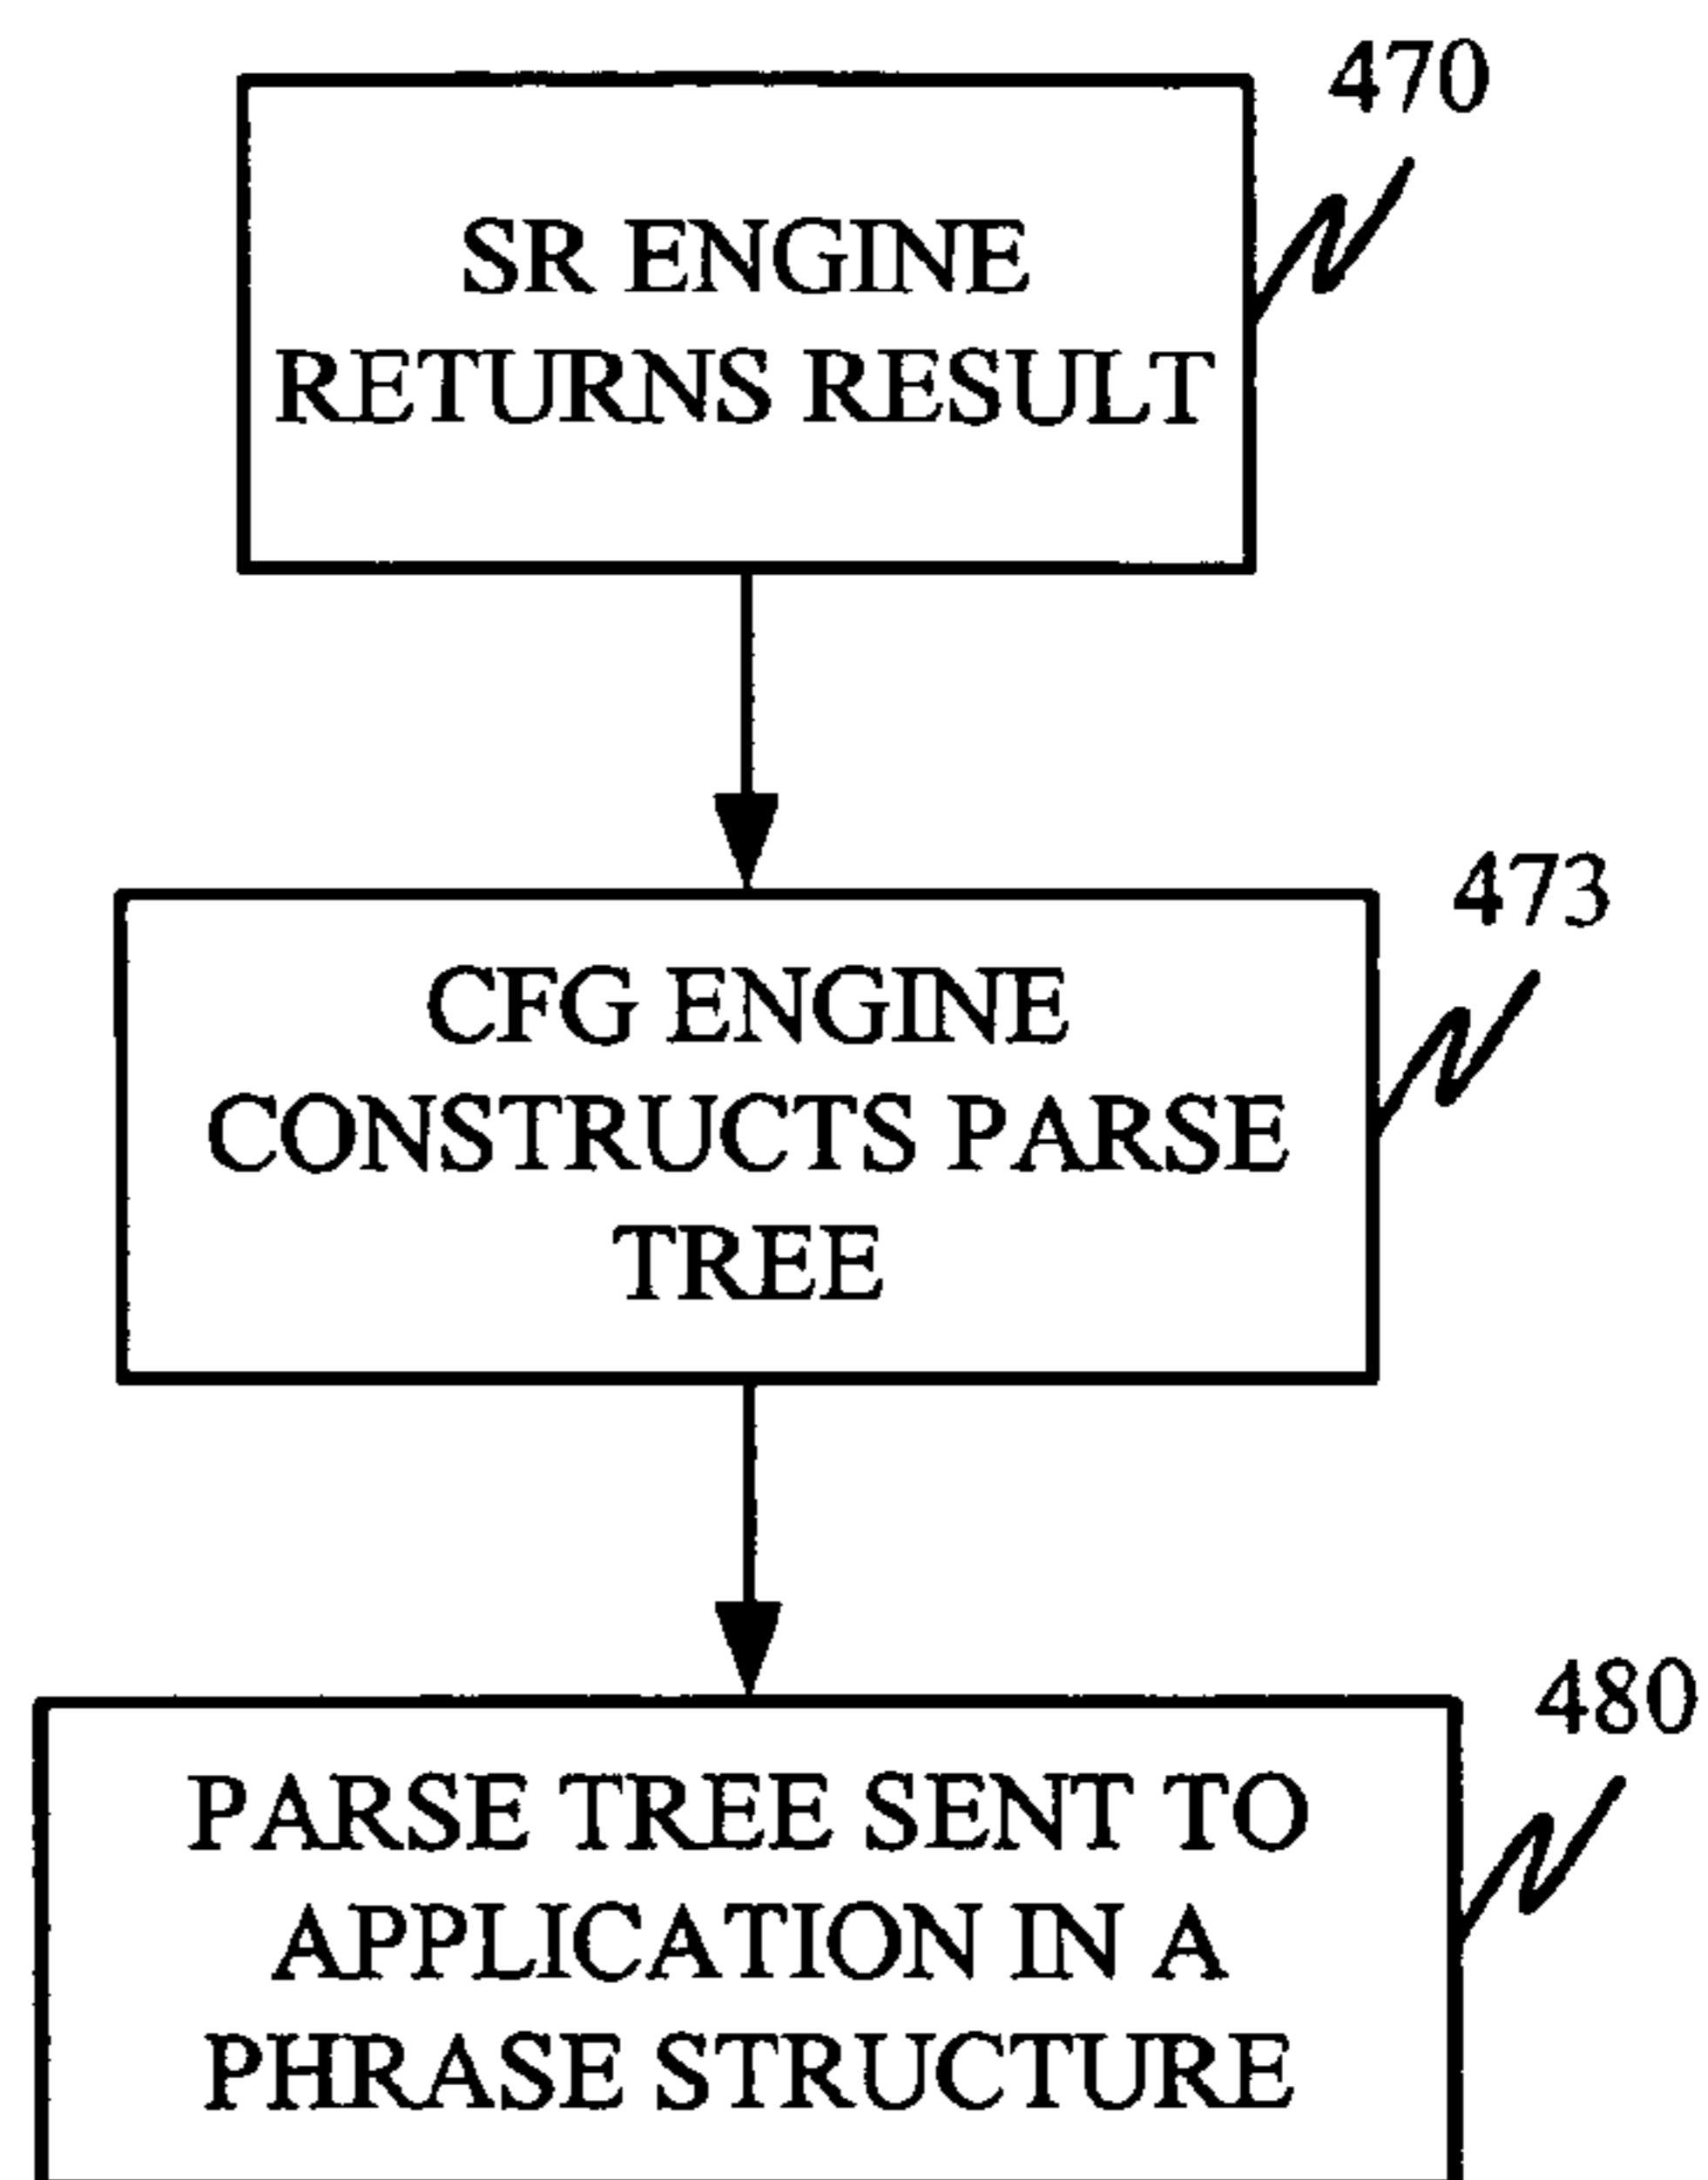 470
SR ENGINE
RETURNS RESULT
473
CFG ENGINE
CONSTRUCTS PARSE
TREE
480
PARSE TREE SENT TO
APPLICATION IN A
PHRASE STRUCTURE